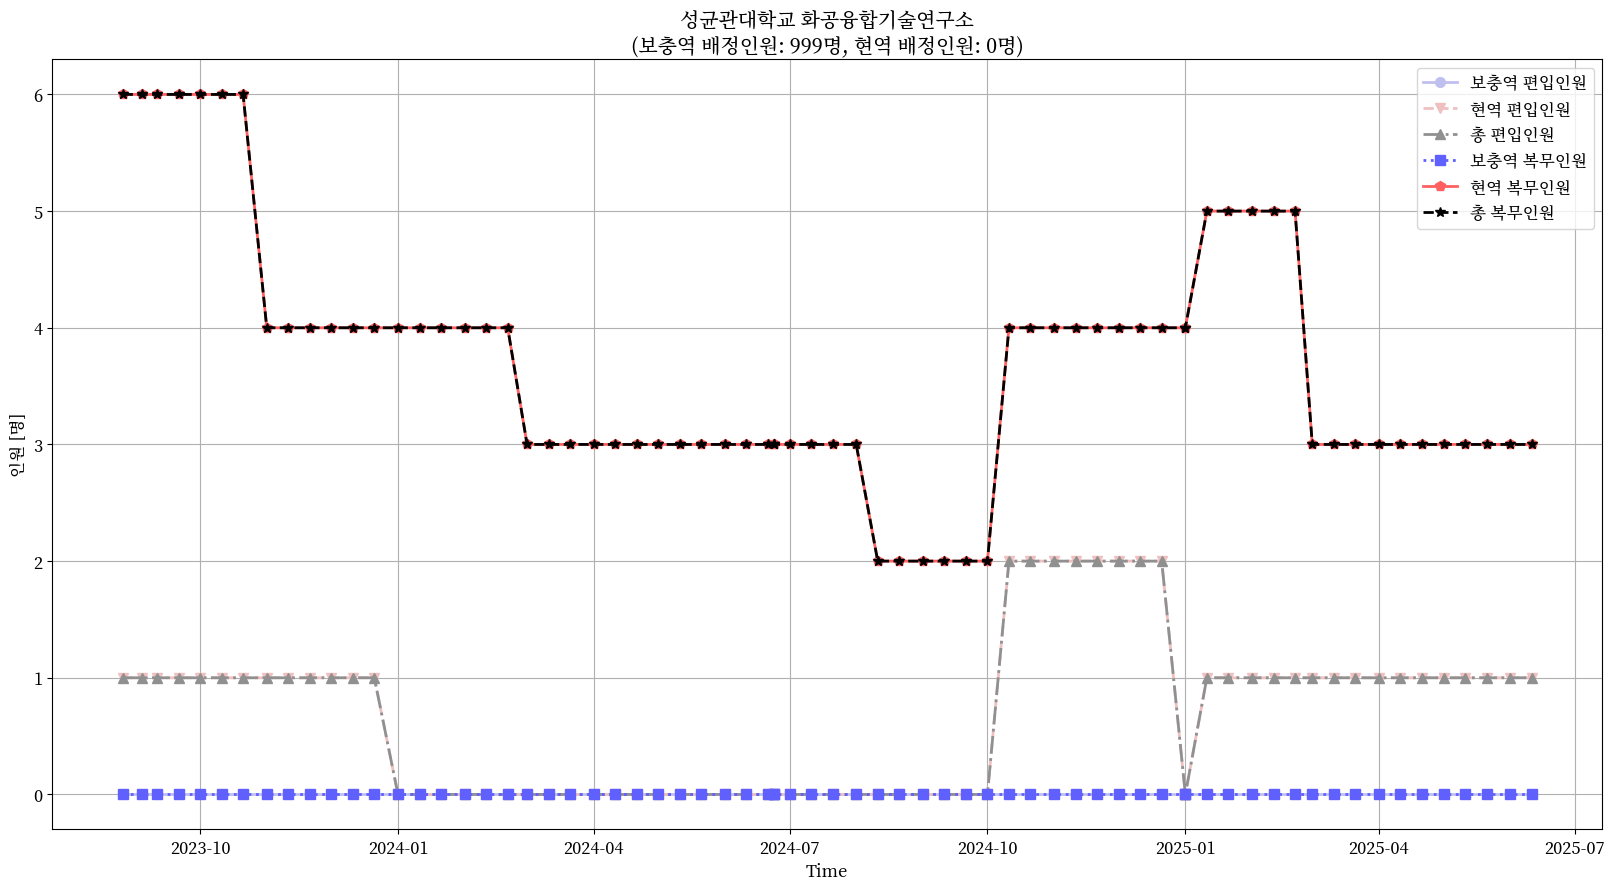 성균관대학교 화공융합기술연구소
(보충역 배정인원: 999명, 현역 배정인원: 0명)
보충역 편입인원
현역 편입인원
총 편입인원
보충역 복무인원
현역 복무인원
총 복무인원
인원 [명]
6
5
4
3
2
1
0
2023-10
2024-01
2024-04
2024-07
2024-10
2025-01
2025-04
2025-07
Time